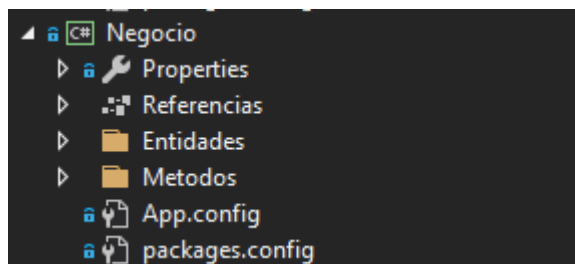 C# Negocio
Properties
Referencias
Entidades
Metodos
App.config
packages.config